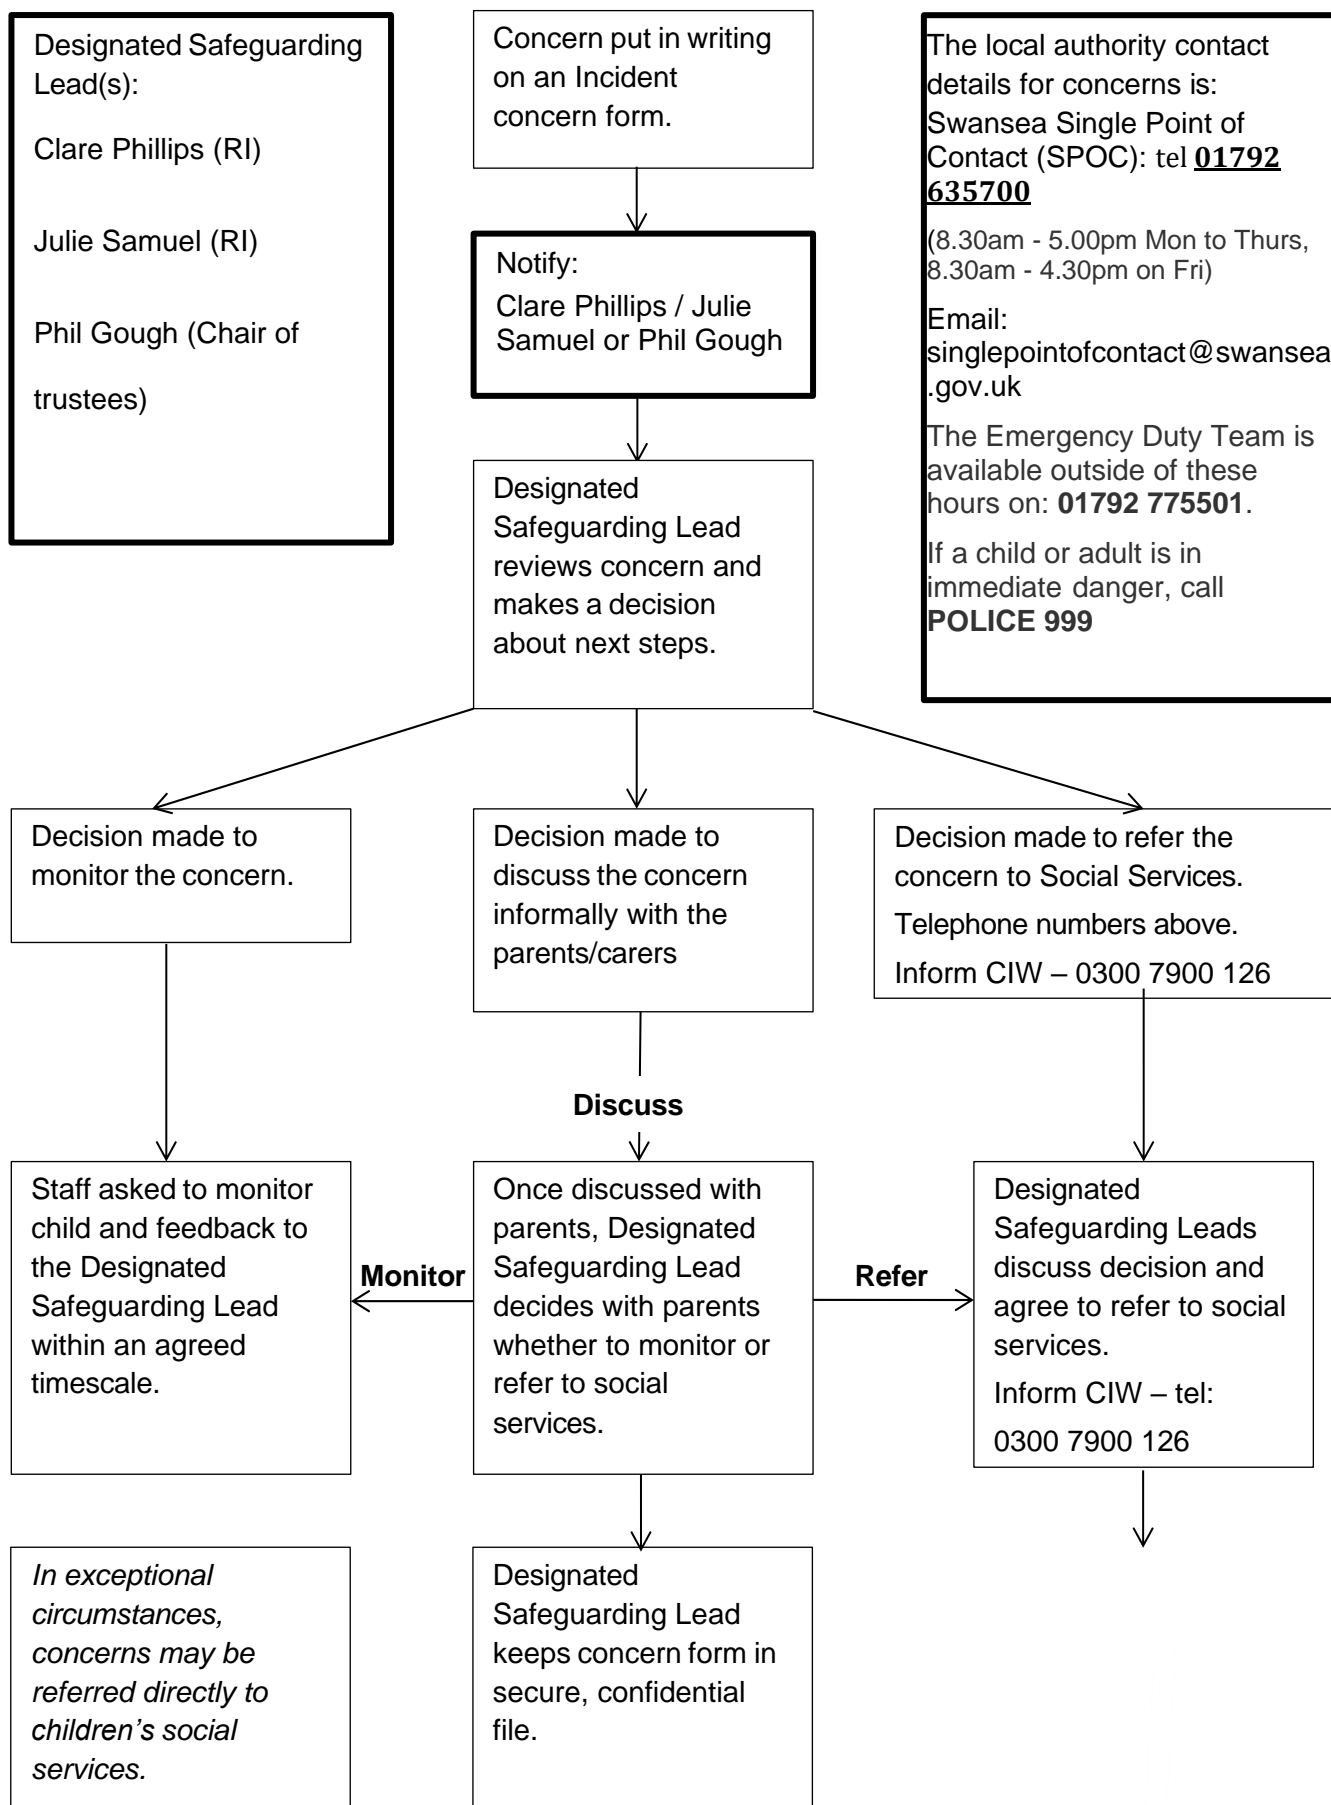 Designated Safeguarding
Lead(s):
Clare Phillips (RI)
Julie Samuel (RI)
Phil Gough (Chair of
trustees)
Concern put in writing
on an Incident
concern form.
The local authority contact
details for concerns is:
Swansea Single Point of
Contact (SPOC): tel 01792
635700
(8.30am - 5.00pm Mon to Thurs,
8.30am - 4.30pm on Fri)
Email:
singlepointofcontact@swansea
.gov.uk
The Emergency Duty Team is
available outside of these
hours on: 01792 775501.
If a child or adult is in
immediate danger, call
POLICE 999
Notify:
Clare Phillips / Julie
Samuel or Phil Gough
Designated
Safeguarding Lead
reviews concern and
makes a decision
about next steps.
Decision made to
monitor the concern.
Decision made to
discuss the concern
informally with the
parents/carers
Decision made to refer the
concern to Social Services.
Telephone numbers above.
Inform CIW – 0300 7900 126
Discuss
Staff asked to monitor
child and feedback to
the Designated
Safeguarding Lead
within an agreed
timescale.
Monitor
Once discussed with
parents, Designated
Safeguarding Lead
decides with parents
whether to monitor or
refer to social
services.
Refer
Designated
Safeguarding Leads
discuss decision and
agree to refer to social
services.
Inform CIW – tel:
0300 7900 126
In exceptional
circumstances,
concerns may be
referred directly to
children’s social
services.
Designated
Safeguarding Lead
keeps concern form in
secure, confidential
file.